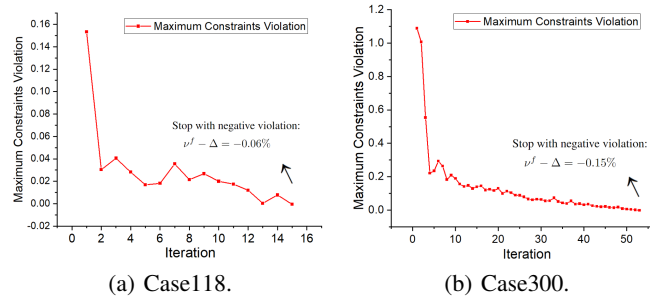 Maximum Constraints Violation
0.16
0.14
0.12
0.10
0.08
0.06
0.04
0.02
0.00
-0.02
Maximum Constraints Violation
Stop with negative violation:
ν^f − Δ = −0.06%
0 2 4 6 8 10 12 14 16
Iteration
(a) Case118.
Maximum Constraints Violation
1.2
1.0
0.8
0.6
0.4
0.2
0.0
Maximum Constraints Violation
Stop with negative violation:
ν^f − Δ = −0.15%
0 10 20 30 40 50
Iteration
(b) Case300.